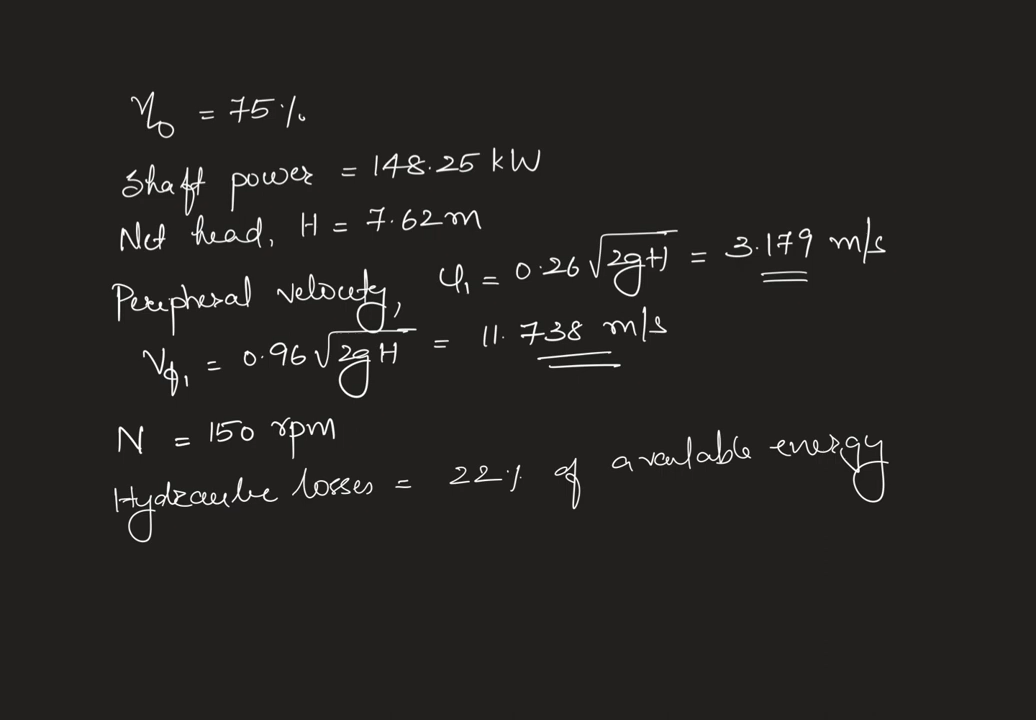 η₀ = 75%
Shaft power = 148.25 kW
Net head, H = 7.62m
Peripheral velocity, u₁ = 0.26√2gH = 3.179 m/s
Vf₁ = 0.96√2gH = 11.738 m/s
N = 150 rpm
Hydraulic losses = 22% of available energy